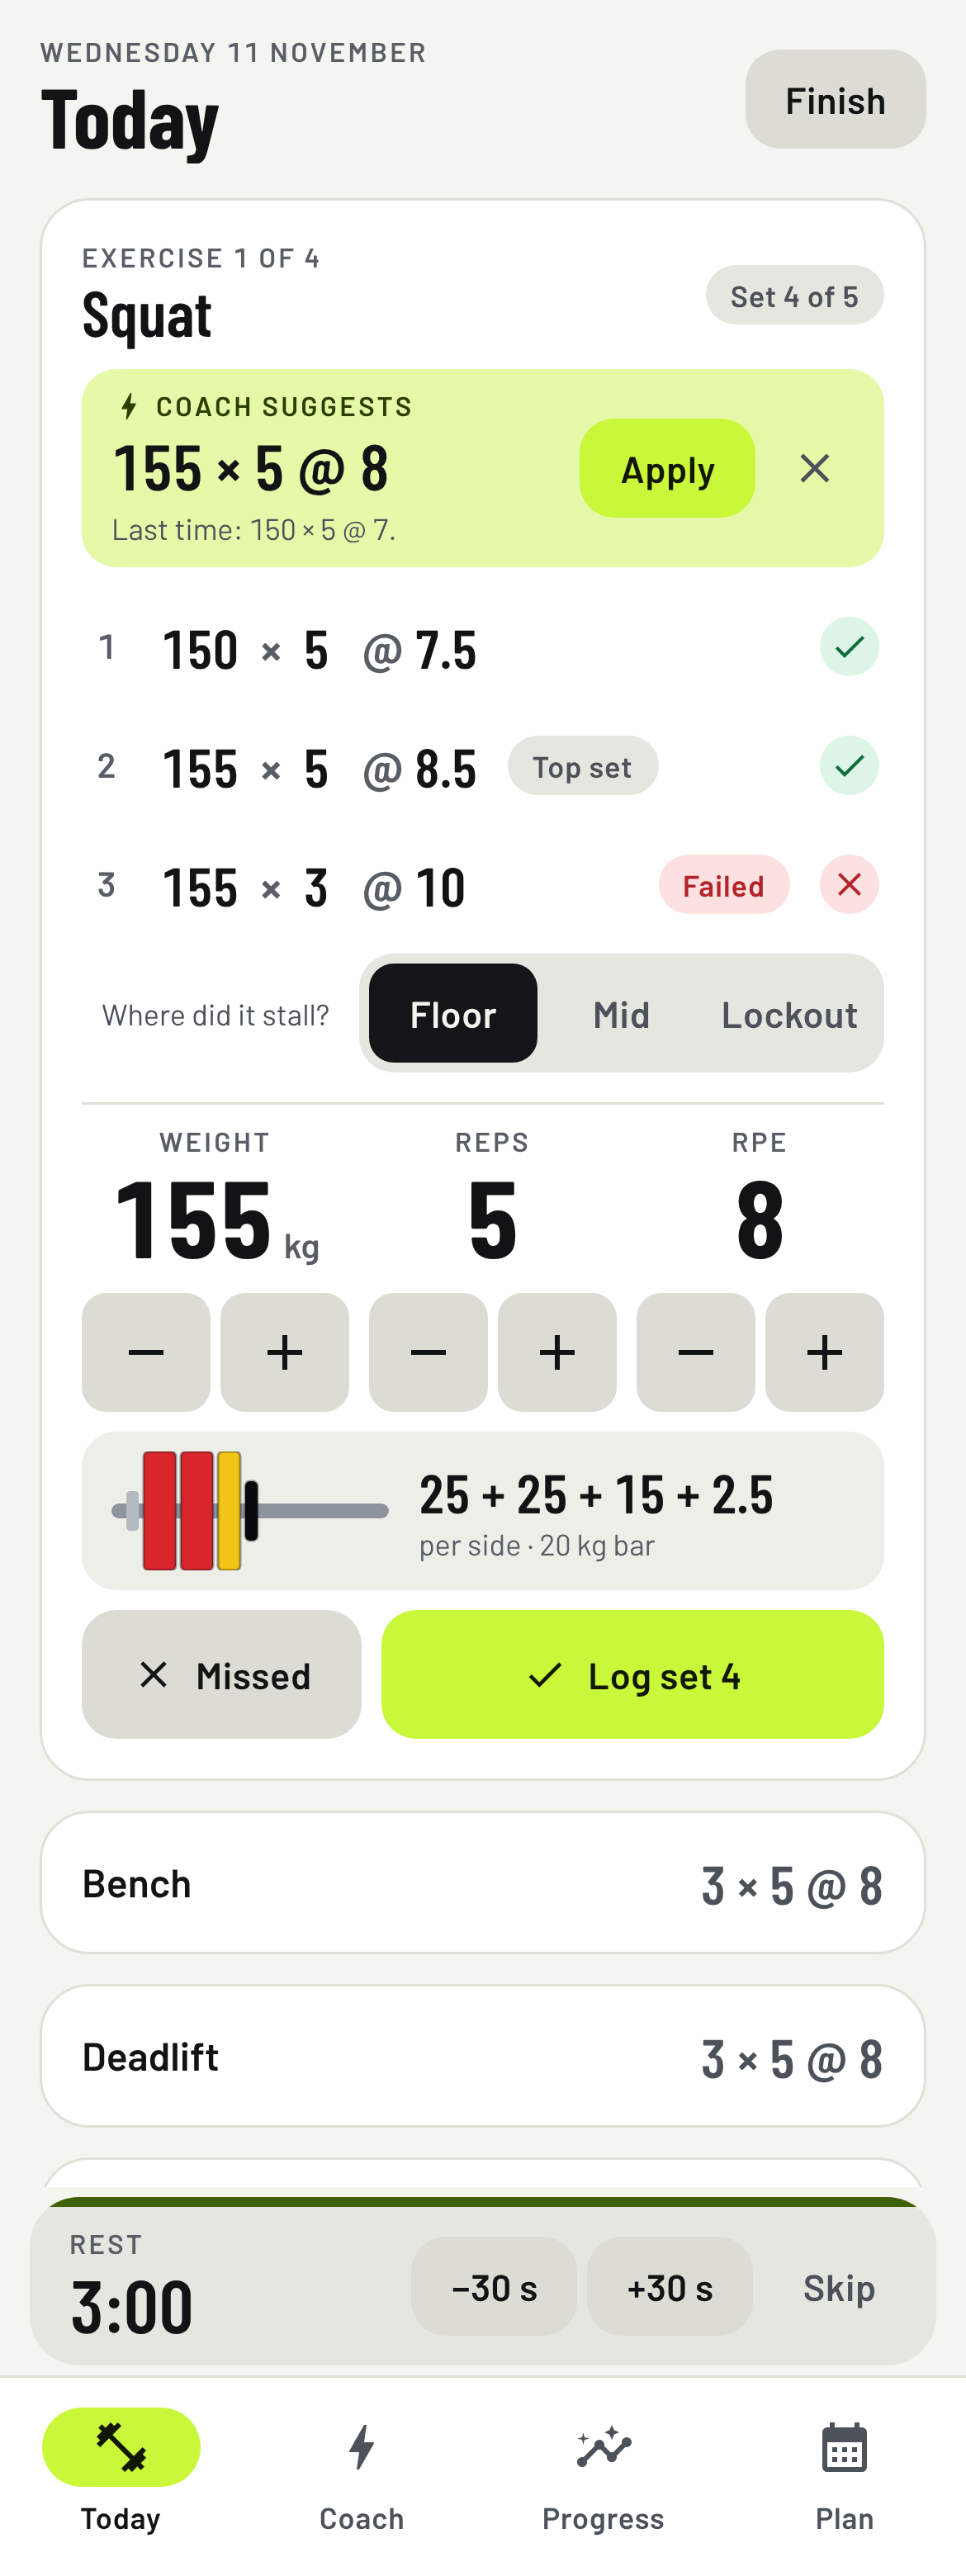 WEDNESDAY 11 NOVEMBER
Today
Finish
EXERCISE 1 OF 4
Squat
Set 4 of 5
COACH SUGGESTS
155 × 5 @ 8
Last time: 150 × 5 @ 7.
Apply
1 150 × 5 @ 7.5
2 155 × 5 @ 8.5 Top set
3 155 × 3 @ 10 Failed
Where did it stall? Floor Mid Lockout
WEIGHT REPS RPE
155 kg 5 8
− + − + − +
25 + 25 + 15 + 2.5
per side · 20 kg bar
Missed
Log set 4
Bench 3 × 5 @ 8
Deadlift 3 × 5 @ 8
REST
3:00
−30 s +30 s Skip
Today Coach Progress Plan